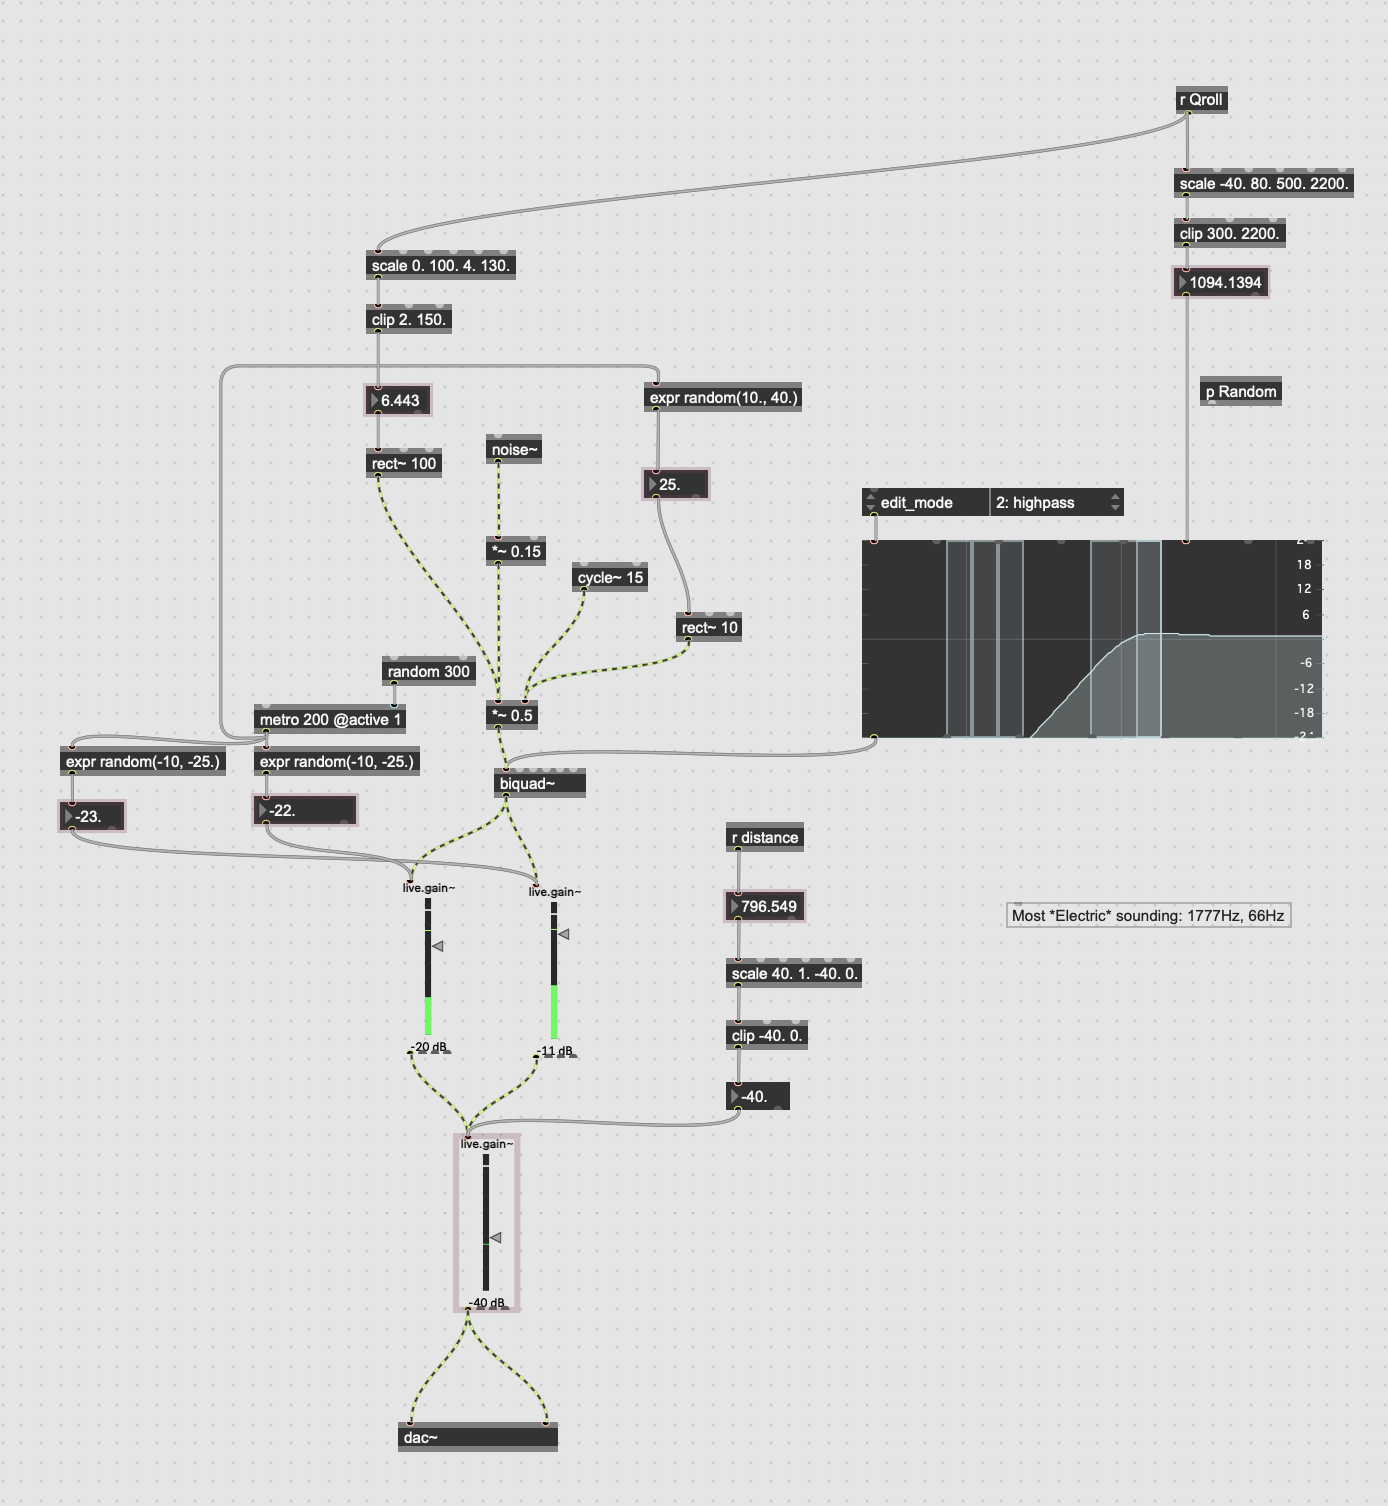 r Qroll
scale -40. 80. 500. 2200.
clip 300. 2200.
1094.1394
scale 0. 100. 4. 130.
clip 2. 150.
6.443
rect~ 100
expr random(10., 40.)
p Random
noise~
25.
edit_mode
2: highpass
*~ 0.15
cycle~ 15
rect~ 10
18
12
6
-6
-12
-18
random 300
metro 200 @active 1
*~ 0.5
expr random(-10, -25.)
expr random(-10, -25.)
biquad~
-23.
-22.
r distance
live.gain~
live.gain~
796.549
Most *Electric* sounding: 1777Hz, 66Hz
scale 40. 1. -40. 0.
clip -40. 0.
-20 dB
-11 dB
-40.
live.gain~
-40 dB
dac~